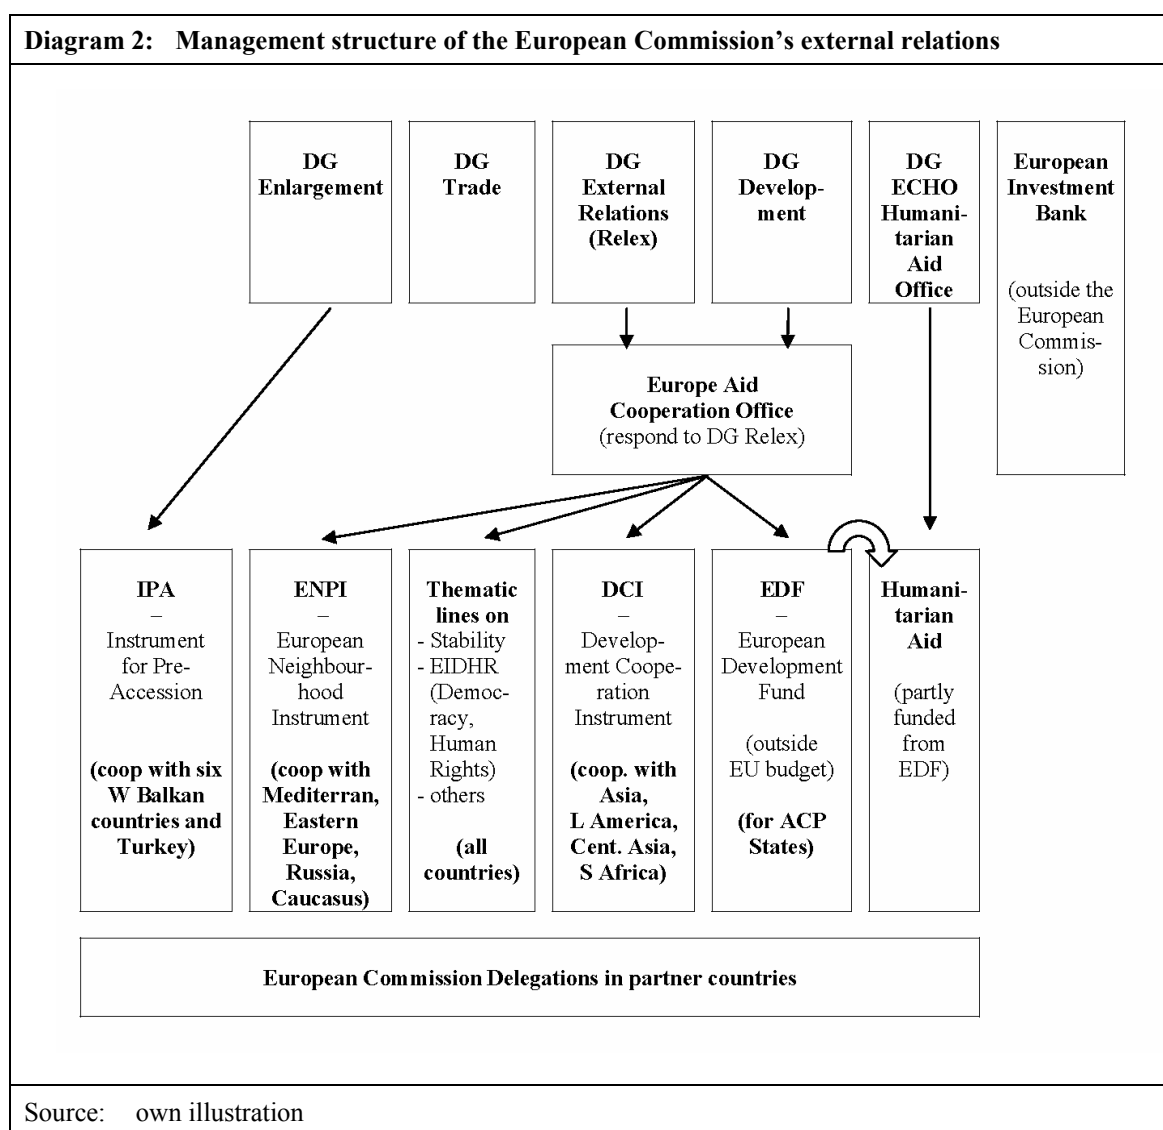 Diagram 2: Management structure of the European Commission's external relations
DG
Enlargement
DG
Trade
DG
External
Relations
(Relex)
DG
Develop-
ment
DG
ECHO
Humani-
tarian
Aid
Office
European
Investment
Bank
(outside the
European
Commis-
sion)
Europe Aid
Cooperation Office
(respond to DG Relex)
IPA
–
Instrument
for Pre-
Accession
(coop with six
W Balkan
countries and
Turkey)
ENPI
–
European
Neighbour-
hood
Instrument
(coop with
Mediterran,
Eastern
Europe,
Russia,
Caucasus)
Thematic
lines on
- Stability
- EIDHR
(Democ-
racy,
Human
Rights)
- others
(all
countries)
DCI
–
Develop-
ment Coope-
ration
Instrument
(coop. with
Asia,
L America,
Cent. Asia,
S Africa)
EDF
–
European
Development
Fund
(outside
EU budget)
(for ACP
States)
Humani-
tarian
Aid
(partly
funded
from
EDF)
European Commission Delegations in partner countries
Source: own illustration